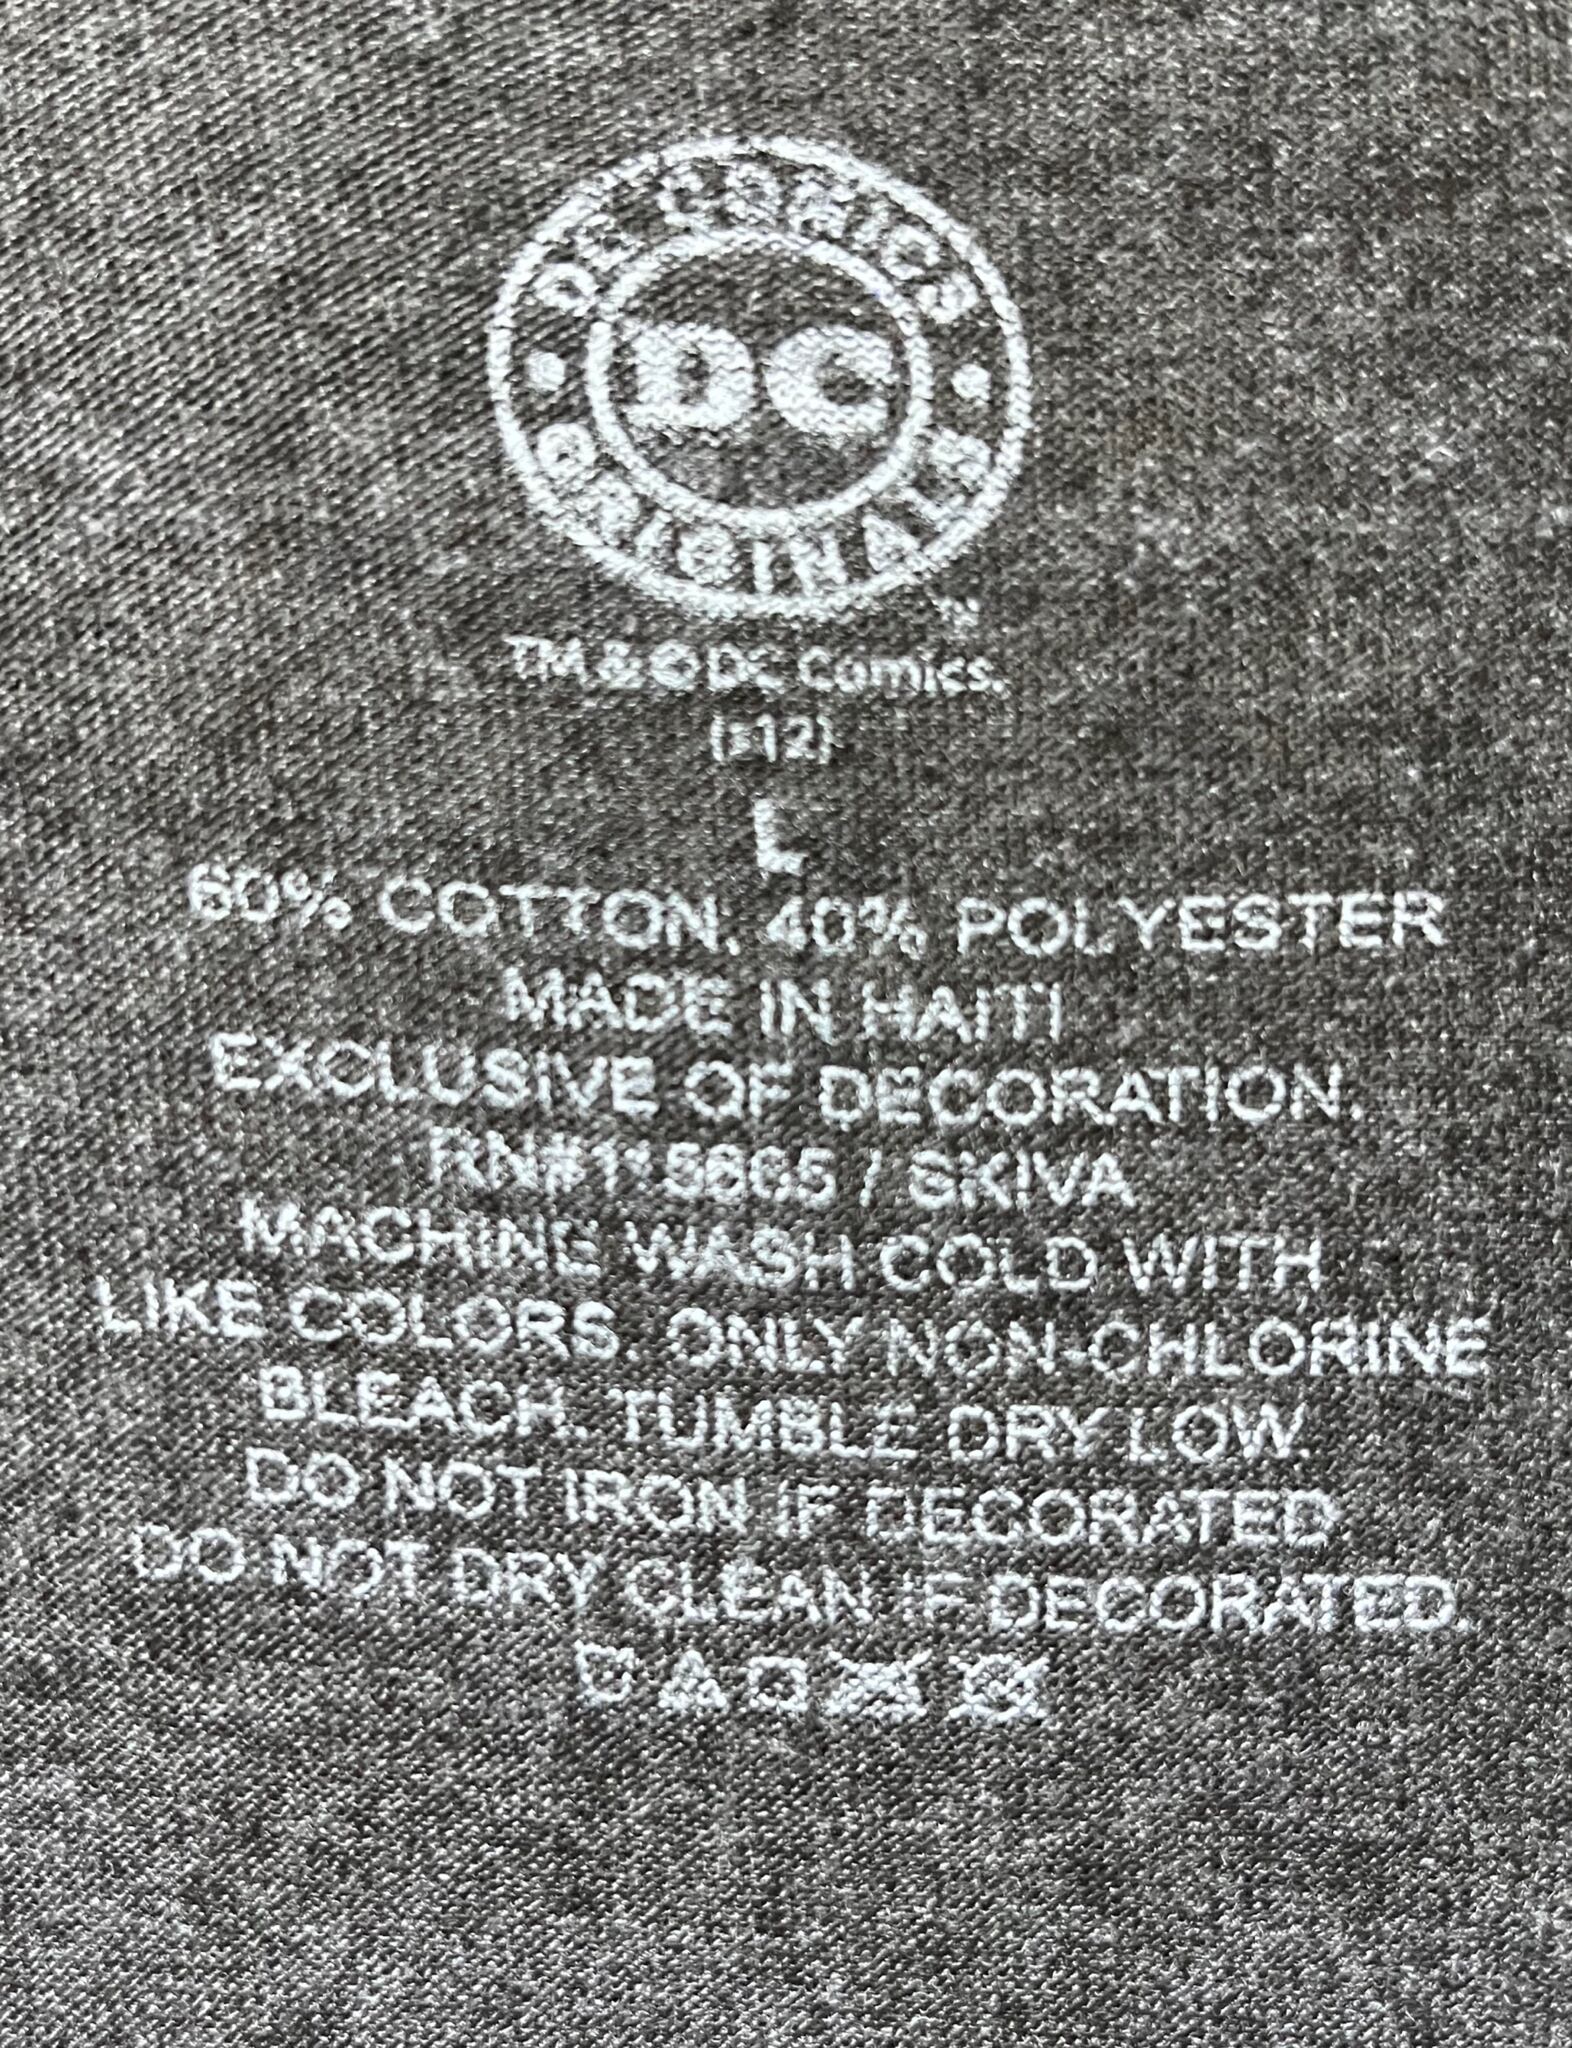 DC COMICS
DC
ORIGINALS
TM
TM & © DC Comics.
(s12)
L
60% COTTON, 40% POLYESTER
MADE IN HAITI
EXCLUSIVE OF DECORATION.
/ SKIVA
MACHINE WASH COLD WITH
LIKE COLORS. ONLY NON-CHLORINE
BLEACH. TUMBLE DRY LOW.
DO NOT IRON IF DECORATED
DO NOT DRY CLEAN IF DECORATED.